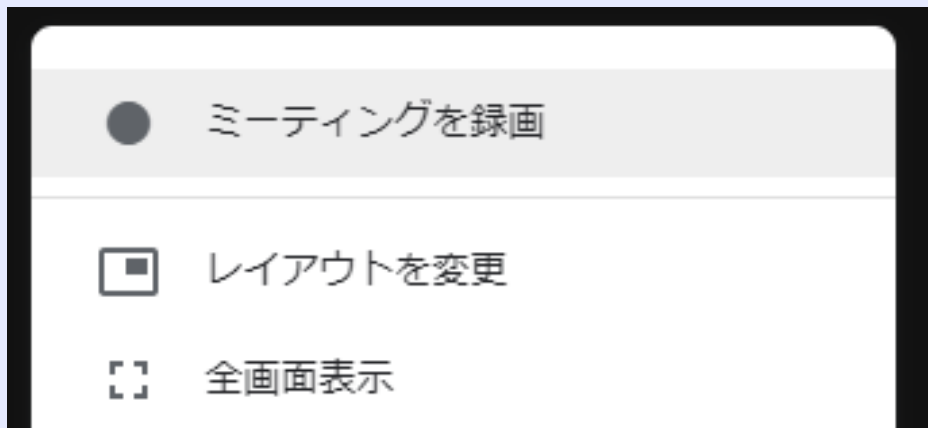 ミーティングを録画
レイアウトを変更
全画面表示